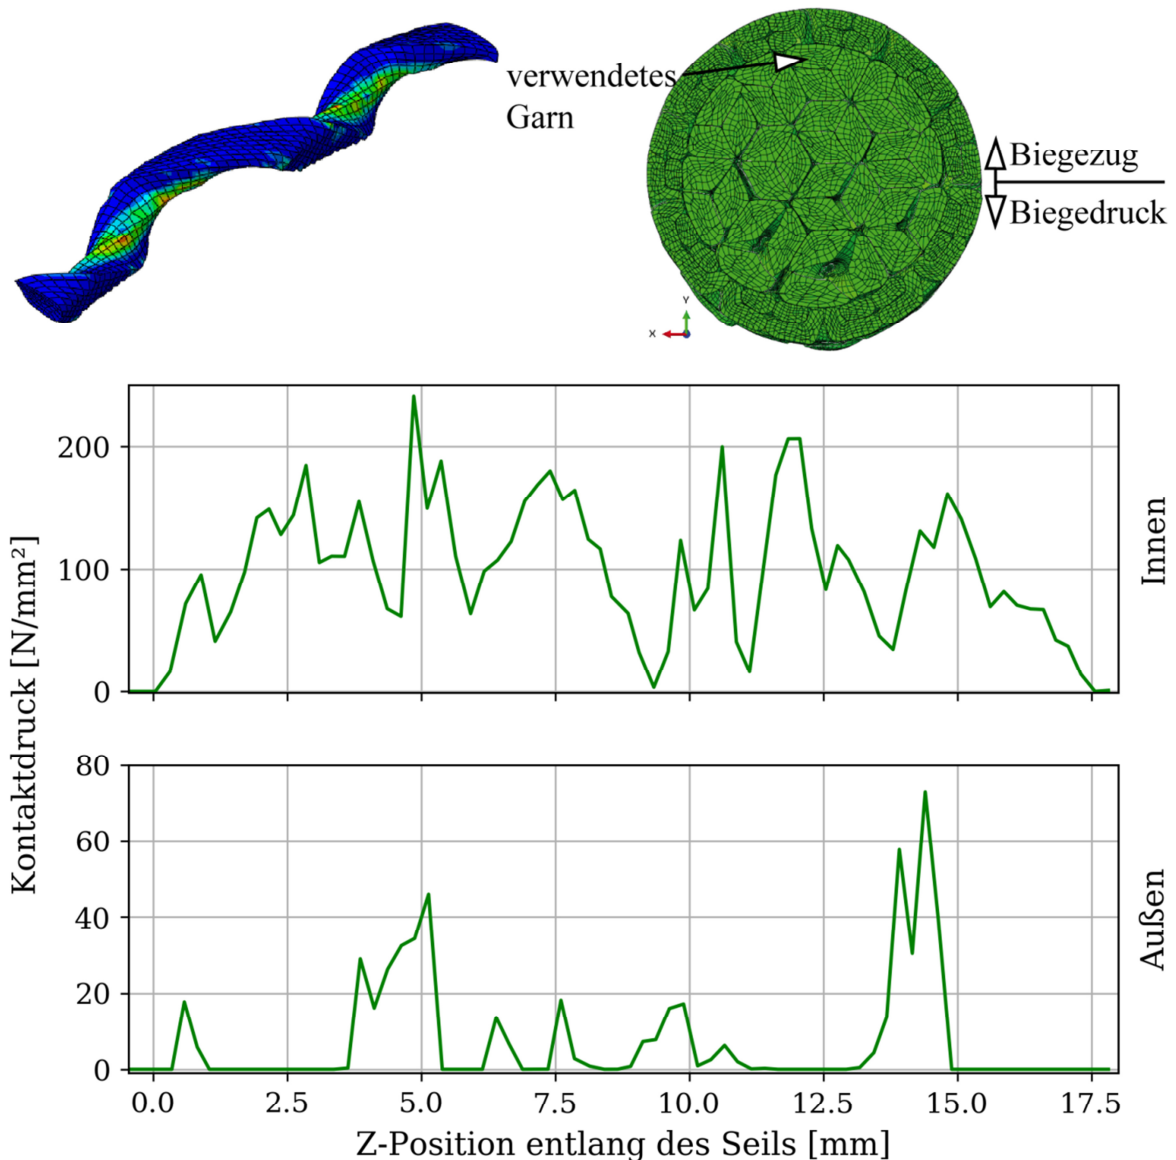 verwendetes
Garn
Biegezug
Biegedruck
Y
X
200
100
0
Innen
Kontaktdruck [N/mm²]
80
60
40
20
0
Außen
0.0 2.5 5.0 7.5 10.0 12.5 15.0 17.5
Z-Position entlang des Seils [mm]